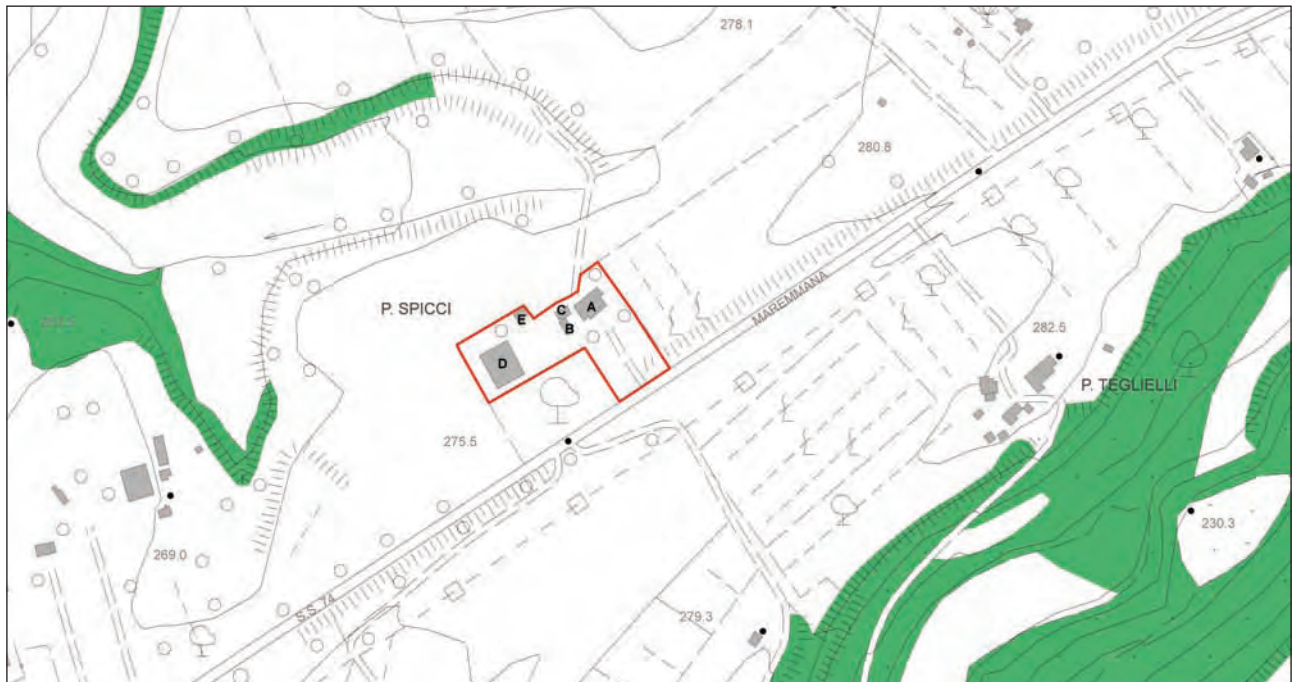 278.1
280.8
P. SPICCI
C
A
B
E
D
MAREMMANA
282.5
P. TEGLIELLI
275.5
269.0
230.3
S.S. 74
279.3